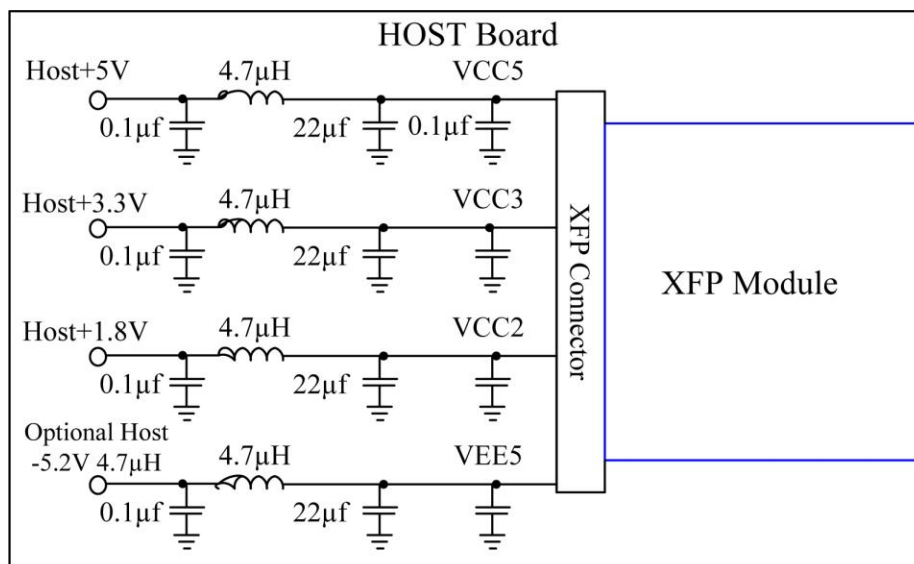 HOST Board
Host+5V
4.7µH
VCC5
0.1µf
22µf
0.1µf
Host+3.3V
4.7µH
VCC3
0.1µf
22µf
XFP Connector
XFP Module
Host+1.8V
4.7µH
VCC2
0.1µf
22µf
Optional Host
-5.2V 4.7µH
4.7µH
VEE5
0.1µf
22µf